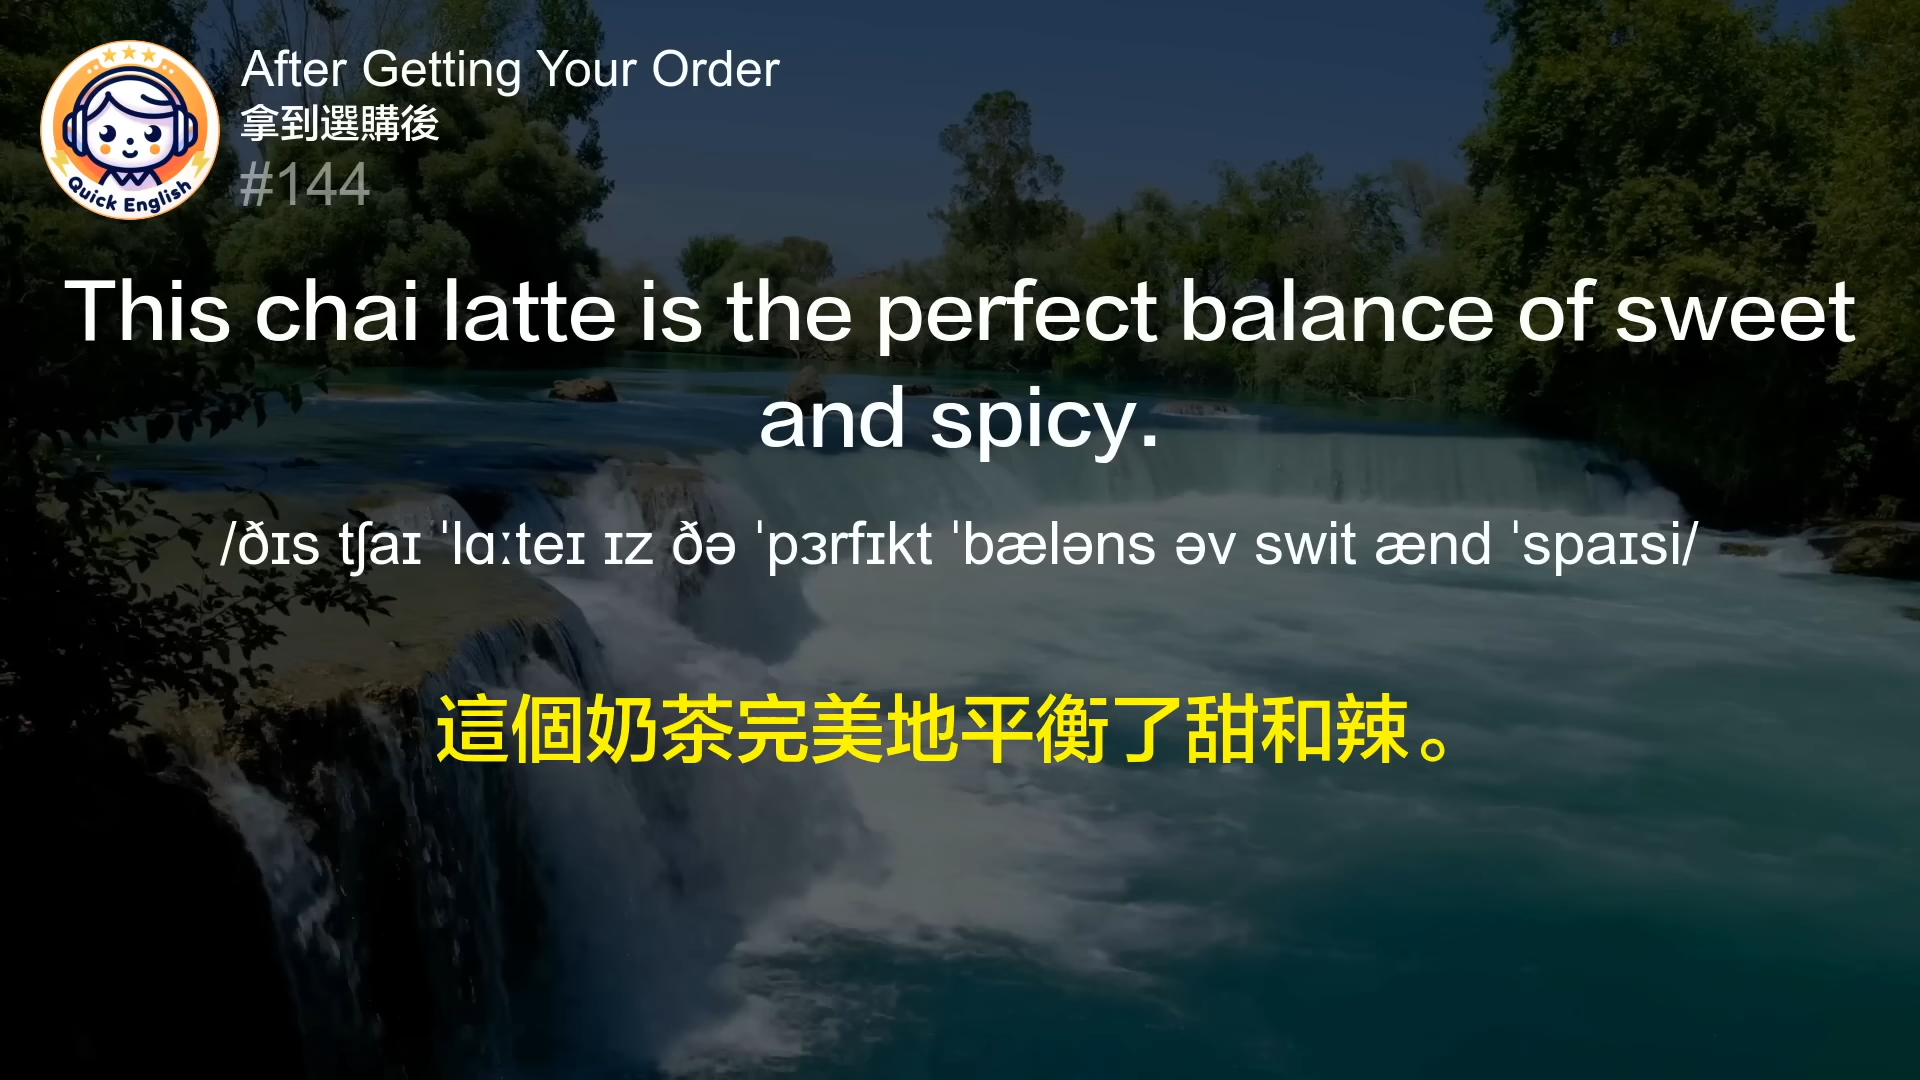 After Getting Your Order
拿到選購後
#144
Quick English
This chai latte is the perfect balance of sweet
and spicy.
/ðɪs tʃaɪ ˈlɑːteɪ ɪz ðə ˈpɜrfɪkt ˈbæləns əv swit ænd ˈspaɪsi/
這個奶茶完美地平衡了甜和辣。